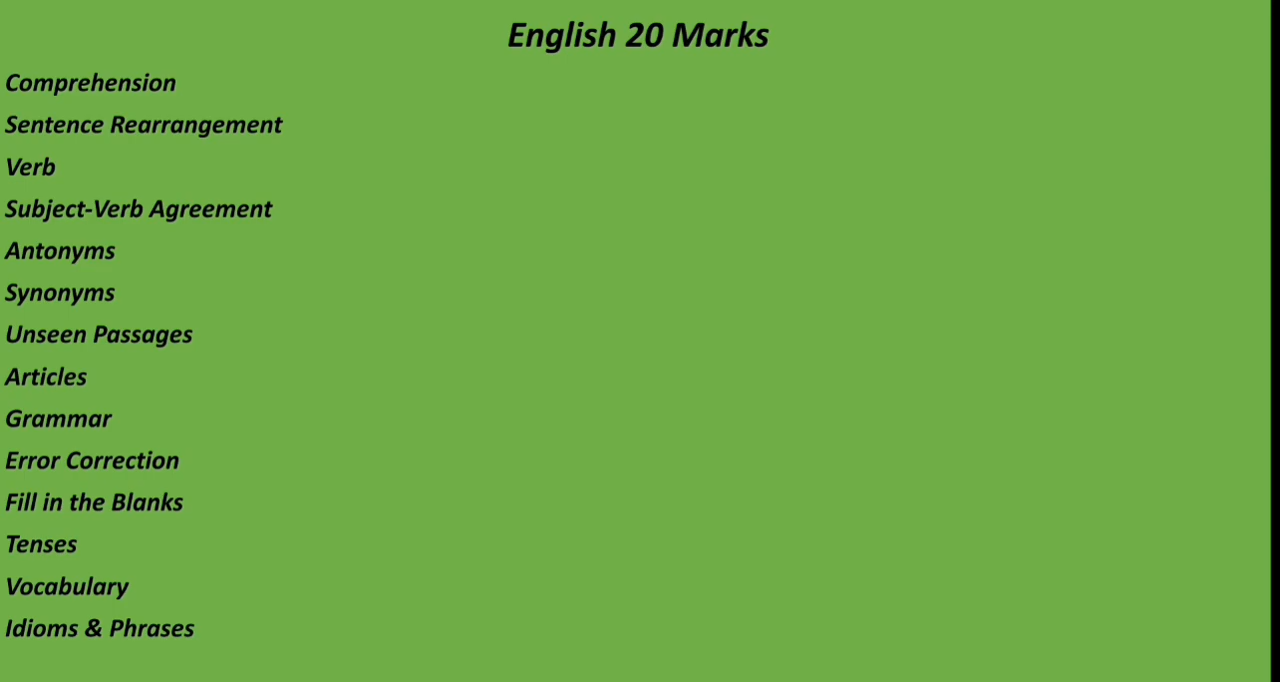 English 20 Marks
Comprehension
Sentence Rearrangement
Verb
Subject-Verb Agreement
Antonyms
Synonyms
Unseen Passages
Articles
Grammar
Error Correction
Fill in the Blanks
Tenses
Vocabulary
Idioms & Phrases